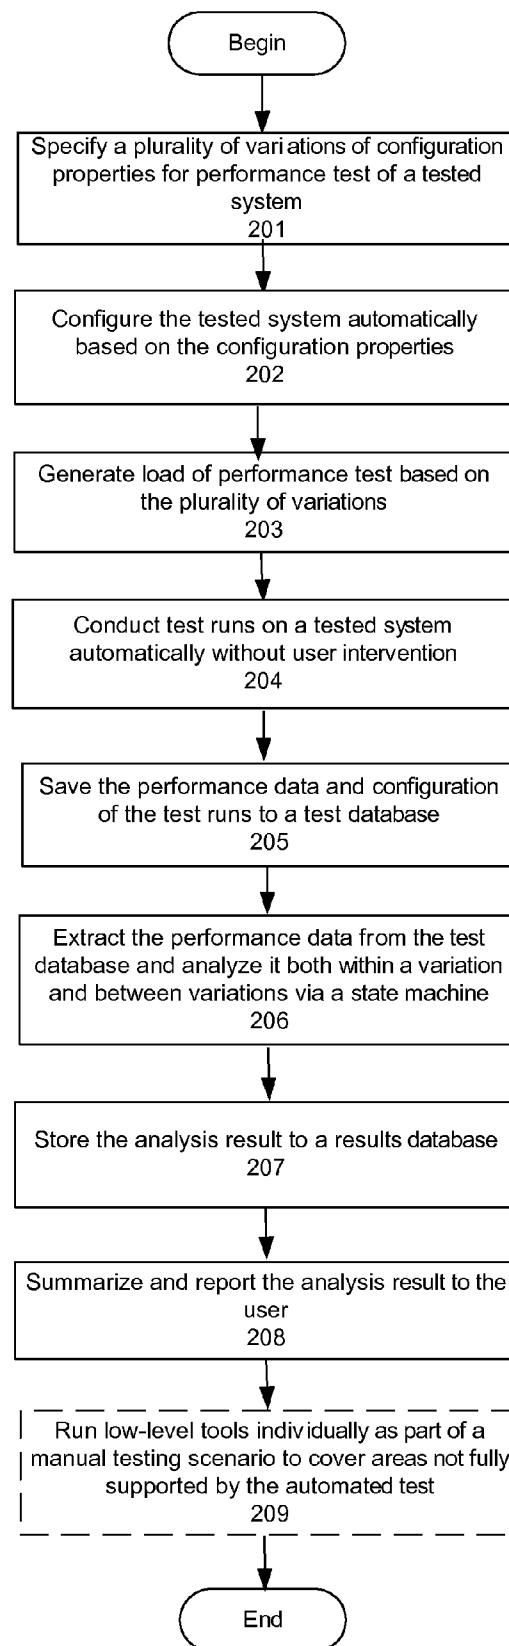 Begin
Specify a plurality of variations of configuration
properties for performance test of a tested
system
201
Configure the tested system automatically
based on the configuration properties
202
Generate load of performance test based on
the plurality of variations
203
Conduct test runs on a tested system
automatically without user intervention
204
Save the performance data and configuration
of the test runs to a test database
205
Extract the performance data from the test
database and analyze it both within a variation
and between variations via a state machine
206
Store the analysis result to a results database
207
Summarize and report the analysis result to the
user
208
Run low-level tools individually as part of a
manual testing scenario to cover areas not fully
supported by the automated test
209
End